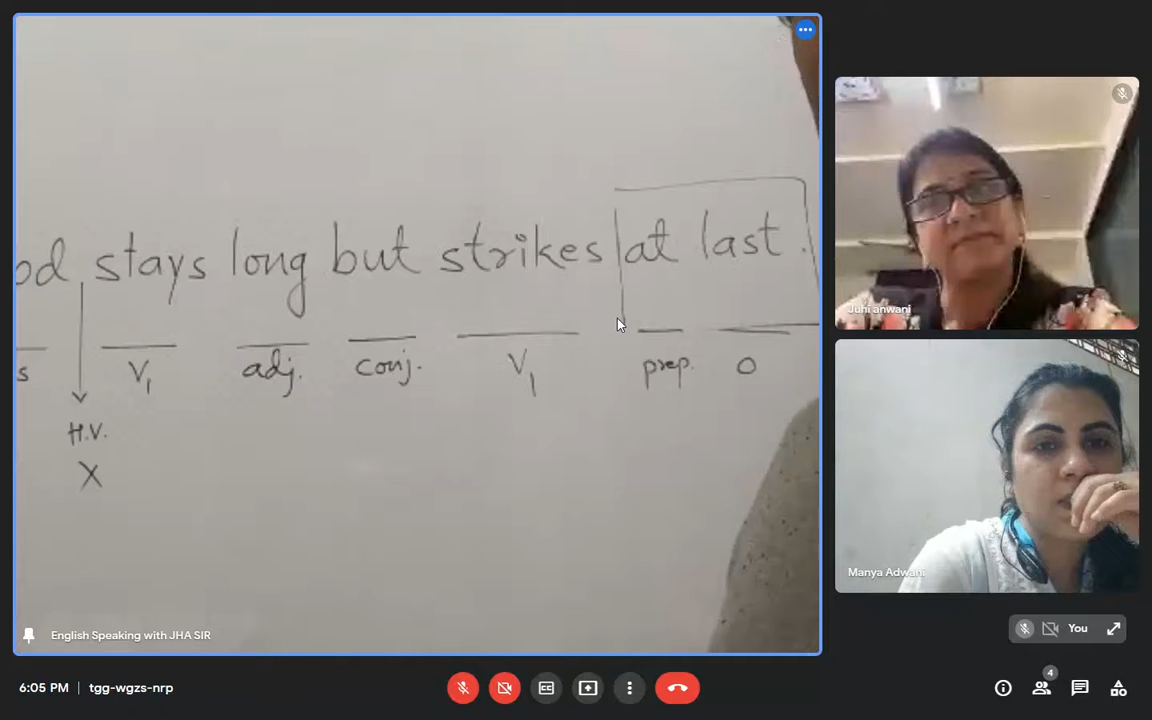 od stays long but strikes at last.
s V₁ adj. conj. V₁ prep. O
H.V.
X
Juhi anwani
Manya Adwani
English Speaking with JHA SIR
You
6:05 PM | tgg-wgzs-nrp
4